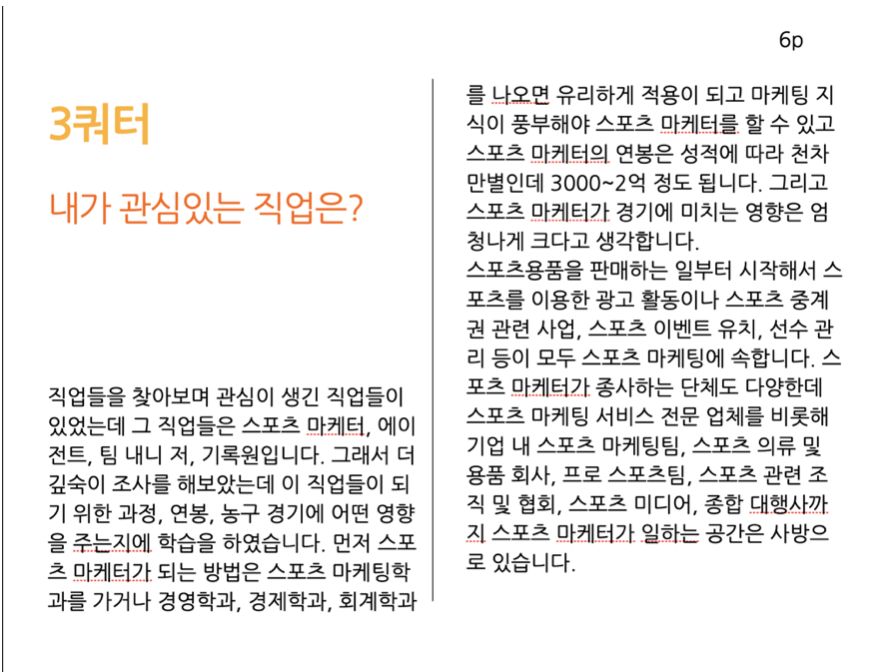 6p
3쿼터
내가 관심있는 직업은?
직업들을 찾아보며 관심이 생긴 직업들이
있었는데 그 직업들은 스포츠 마케터, 에이
전트, 팀 내니 저, 기록원입니다. 그래서 더
깊숙이 조사를 해보았는데 이 직업들이 되
기 위한 과정, 연봉, 농구 경기에 어떤 영향
을 주는지에 학습을 하였습니다. 먼저 스포
츠 마케터가 되는 방법은 스포츠 마케팅학
과를 가거나 경영학과, 경제학과, 회계학과
를 나오면 유리하게 적용이 되고 마케팅 지
식이 풍부해야 스포츠 마케터를 할 수 있고
스포츠 마케터의 연봉은 성적에 따라 천차
만별인데 3000~2억 정도 됩니다. 그리고
스포츠 마케터가 경기에 미치는 영향은 엄
청나게 크다고 생각합니다.
스포츠용품을 판매하는 일부터 시작해서 스
포츠를 이용한 광고 활동이나 스포츠 중계
권 관련 사업, 스포츠 이벤트 유치, 선수 관
리 등이 모두 스포츠 마케팅에 속합니다. 스
포츠 마케터가 종사하는 단체도 다양한데
스포츠 마케팅 서비스 전문 업체를 비롯해
기업 내 스포츠 마케팅팀, 스포츠 의류 및
용품 회사, 프로 스포츠팀, 스포츠 관련 조
직 및 협회, 스포츠 미디어, 종합 대행사까
지 스포츠 마케터가 일하는 공간은 사방으
로 있습니다.